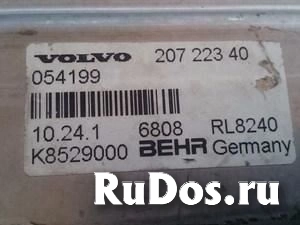 VOLVO 207 223 40
054199
10.24.1 6808 RL8240
K8529000 BEHR Germany
RuDos.ru